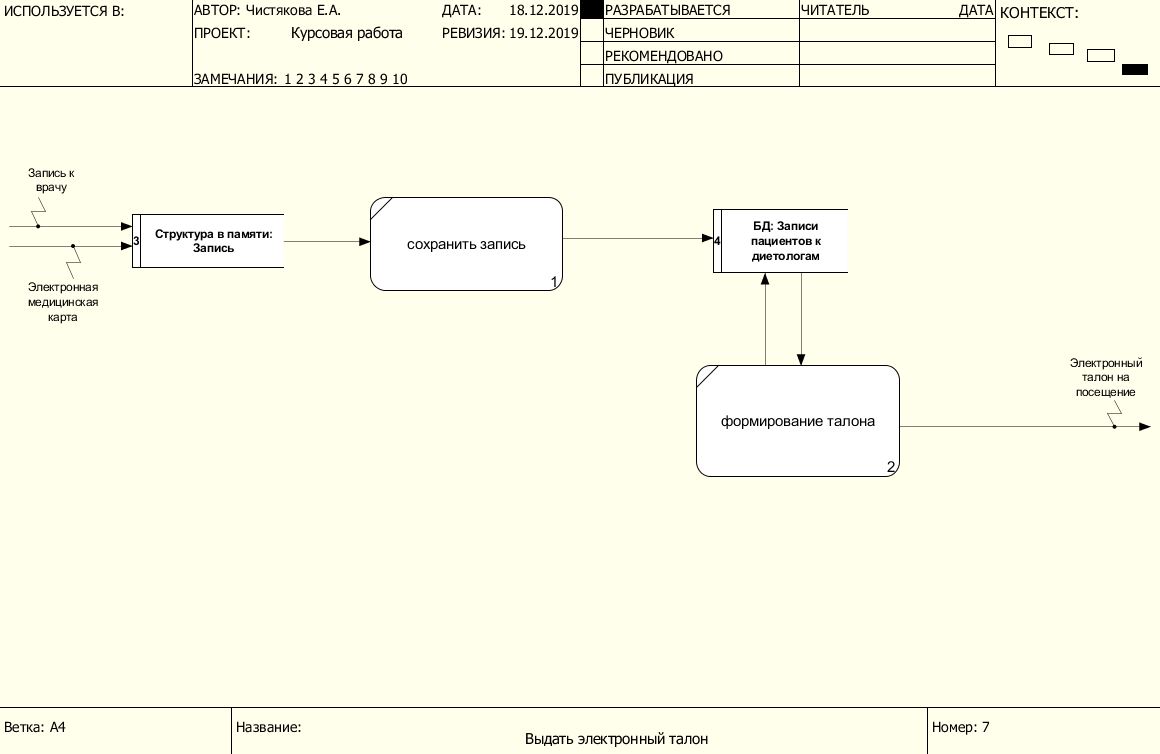 ИСПОЛЬЗУЕТСЯ В:
АВТОР: Чистякова Е.А.
ДАТА: 18.12.2019
РАЗРАБАТЫВАЕТСЯ
ЧИТАТЕЛЬ
ДАТА
КОНТЕКСТ:
ПРОЕКТ: Курсовая работа
РЕВИЗИЯ: 19.12.2019
ЧЕРНОВИК
РЕКОМЕНДОВАНО
ЗАМЕЧАНИЯ: 1 2 3 4 5 6 7 8 9 10
ПУБЛИКАЦИЯ
Запись к
врачу
Электронная
медицинская
карта
3
Структура в памяти:
Запись
сохранить запись
1
4
БД: Записи
пациентов к
диетологам
формирование талона
2
Электронный
талон на
посещение
Ветка: A4
Название:
Выдать электронный талон
Номер: 7